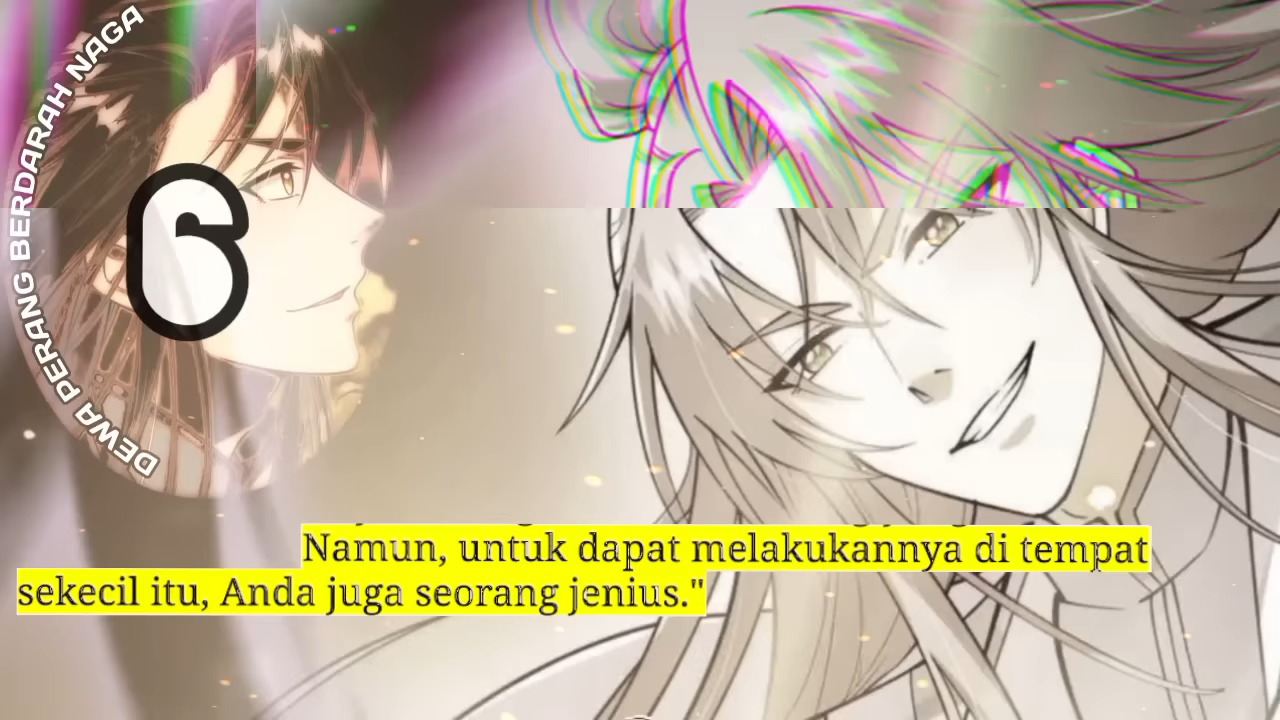 DEWA PERANG BERDARAH NAGA
6
Namun, untuk dapat melakukannya di tempat
sekecil itu, Anda juga seorang jenius."